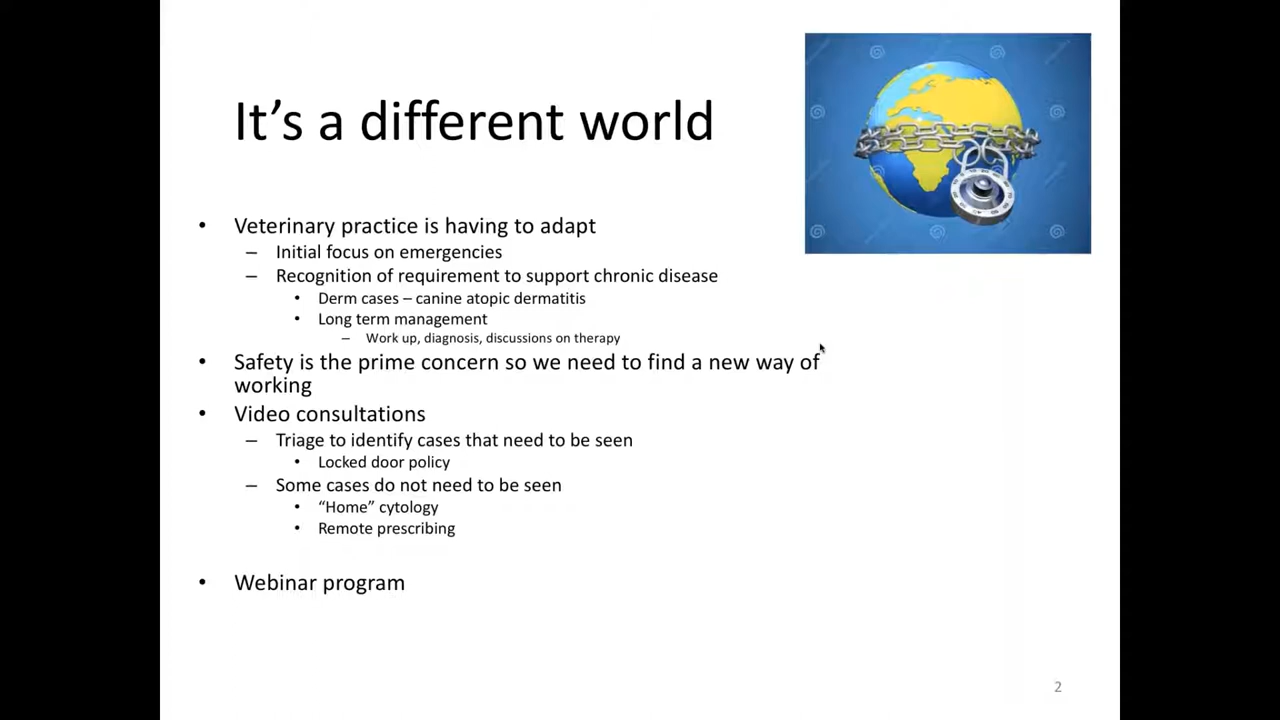 It’s a different world
• Veterinary practice is having to adapt
– Initial focus on emergencies
– Recognition of requirement to support chronic disease
• Derm cases – canine atopic dermatitis
• Long term management
– Work up, diagnosis, discussions on therapy
• Safety is the prime concern so we need to find a new way of
working
• Video consultations
– Triage to identify cases that need to be seen
• Locked door policy
– Some cases do not need to be seen
• “Home” cytology
• Remote prescribing
• Webinar program
2